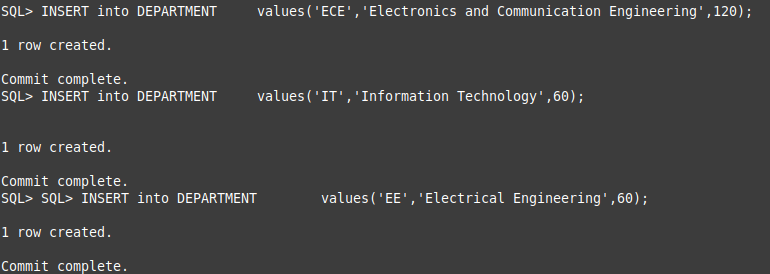 SQL> INSERT into DEPARTMENT     values('ECE','Electronics and Communication Engineering',120);
1 row created.
Commit complete.
SQL> INSERT into DEPARTMENT     values('IT','Information Technology',60);
1 row created.
Commit complete.
SQL> SQL> INSERT into DEPARTMENT        values('EE','Electrical Engineering',60);
1 row created.
Commit complete.